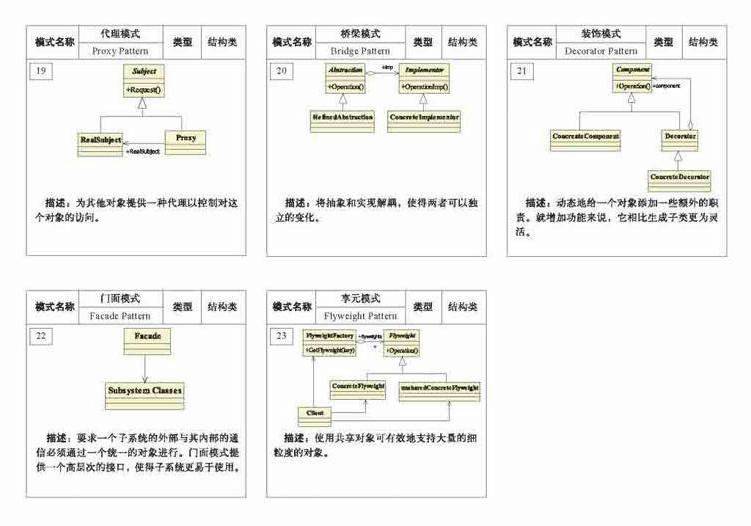 模式名称 代理模式 类型 结构类
Proxy Pattern
19
Subject
+Request()
RealSubject
Proxy
+RealSubject
描述：为其他对象提供一种代理以控制对这
个对象的访问。
模式名称 桥梁模式 类型 结构类
Bridge Pattern
20
Abstraction
+imp
Implementor
+Operation()
+OperationImp()
RefinedAbstraction
ConcreteImplementor
描述：将抽象和实现解耦，使得两者可以独
立的变化。
模式名称 装饰模式 类型 结构类
Decorator Pattern
21
Component
+Operation()
+component
ConcreteComponent
Decorator
ConcreteDecorator
描述：动态地给一个对象添加一些额外的职
责。就增加功能来说，它相比生成子类更为灵
活。
模式名称 门面模式 类型 结构类
Facade Pattern
22
Facade
Subsystem Classes
描述：要求一个子系统的外部与其内部的通
信必须通过一个统一的对象进行。门面模式提
供一个高层次的接口，使得子系统更易于使用。
模式名称 享元模式 类型 结构类
Flyweight Pattern
23
FlyweightFactory
+flyweights
Flyweight
+GetFlyweight(key)
*
+Operation()
ConcreteFlyweight
unsharedConcreteFlyweight
Client
描述：使用共享对象可有效地支持大量的细
粒度的对象。